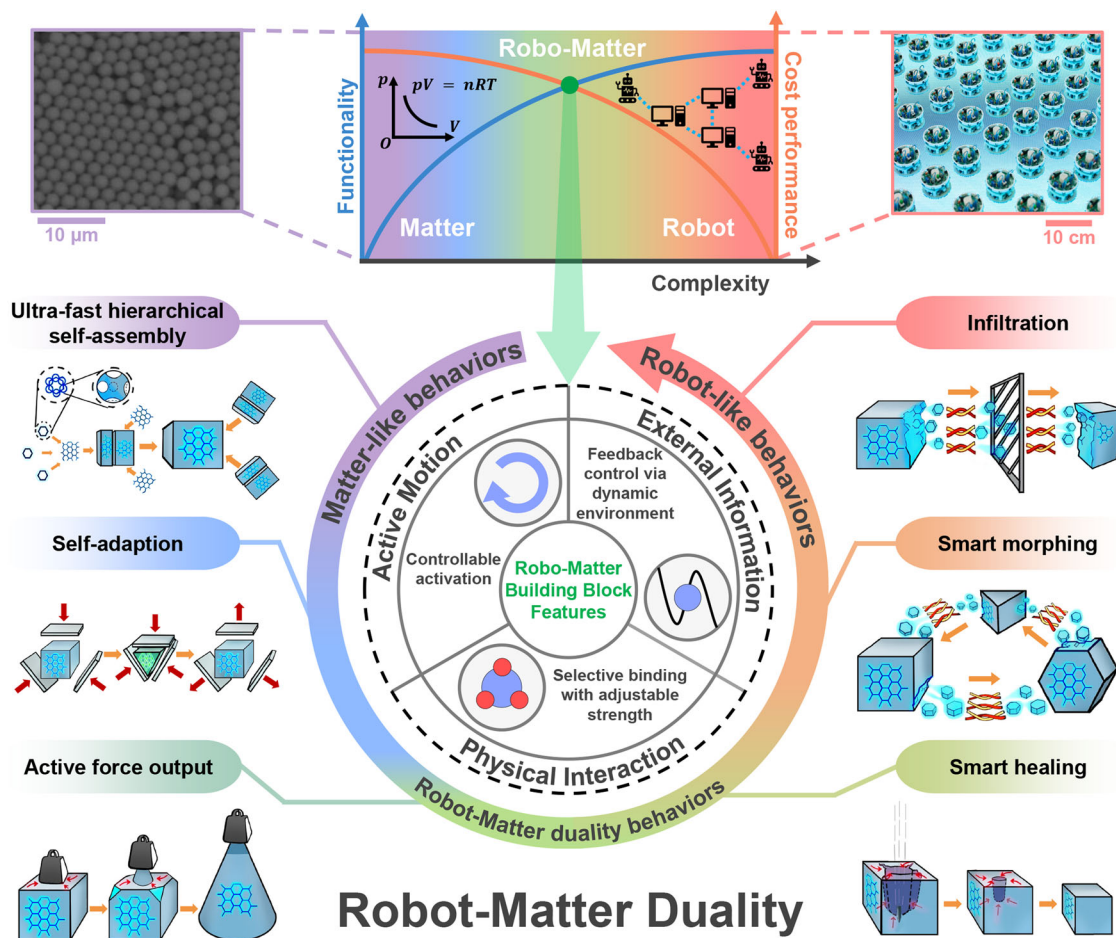 Robo-Matter
Functionality
Cost performance
p
pV = nRT
V
O
Matter
Robot
Complexity
10 μm
10 cm
Ultra-fast hierarchical
self-assembly
Self-adaption
Active force output
Infiltration
Smart morphing
Smart healing
Matter-like behaviors
Robot-like behaviors
Robot-Matter duality behaviors
Active Motion
External Information
Physical Interaction
Feedback
control via
dynamic
environment
Controllable
activation
Robo-Matter
Building Block
Features
Selective binding
with adjustable
strength
Robot-Matter Duality